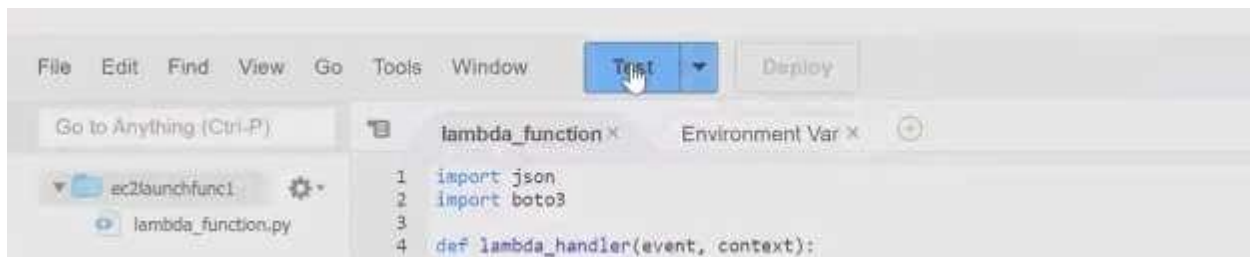 File Edit Find View Go Tools Window Test Deploy
Go to Anything (Ctrl-P)
lambda_function × Environment Var ×
ec2launchfunc1
lambda_function.py
1 import json
2 import boto3
3
4 def lambda_handler(event, context):